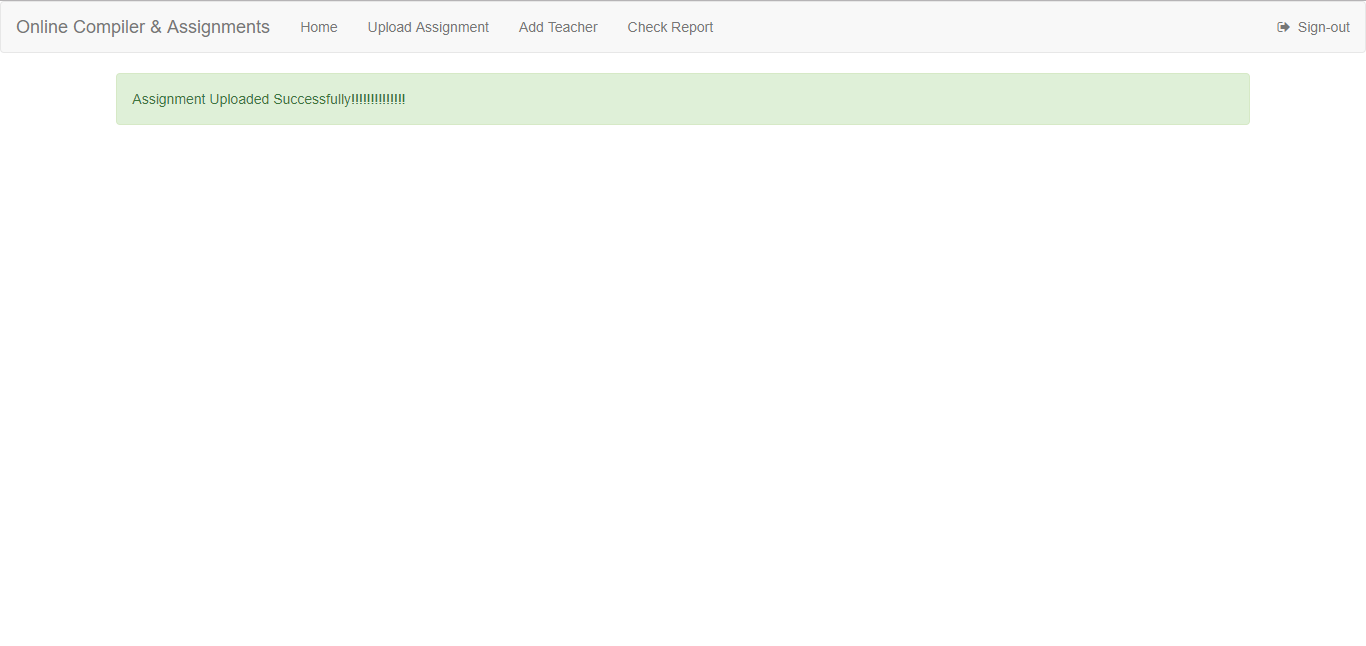 Online Compiler & Assignments Home Upload Assignment Add Teacher Check Report Sign-out
Assignment Uploaded Successfully!!!!!!!!!!!!!!